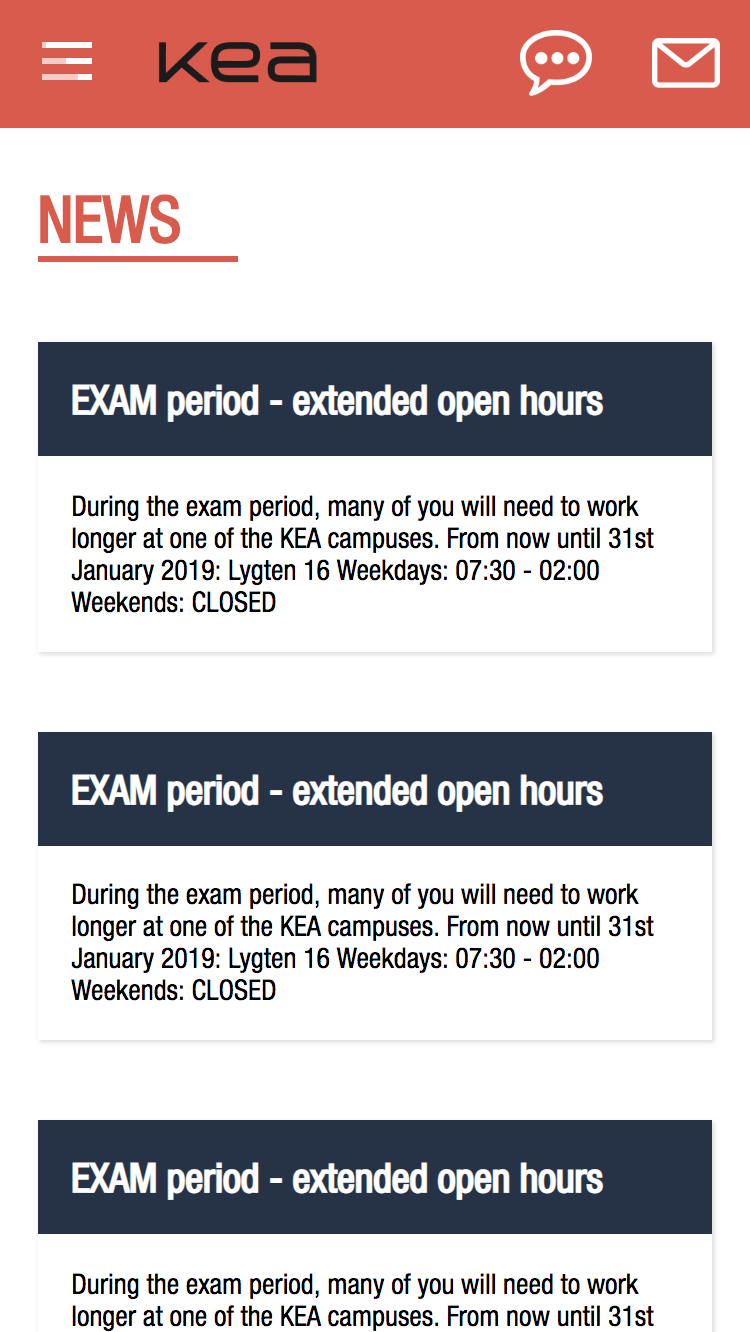 kea
NEWS
EXAM period - extended open hours
During the exam period, many of you will need to work
longer at one of the KEA campuses. From now until 31st
January 2019: Lygten 16 Weekdays: 07:30 - 02:00
Weekends: CLOSED
EXAM period - extended open hours
During the exam period, many of you will need to work
longer at one of the KEA campuses. From now until 31st
January 2019: Lygten 16 Weekdays: 07:30 - 02:00
Weekends: CLOSED
EXAM period - extended open hours
During the exam period, many of you will need to work
longer at one of the KEA campuses. From now until 31st